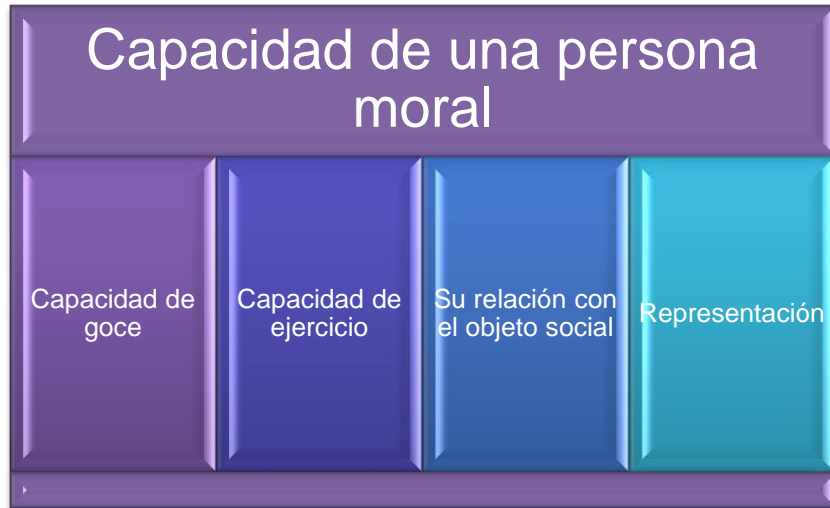 Capacidad de una persona
moral
Capacidad de
goce
Capacidad de
ejercicio
Su relación con
el objeto social
Representación